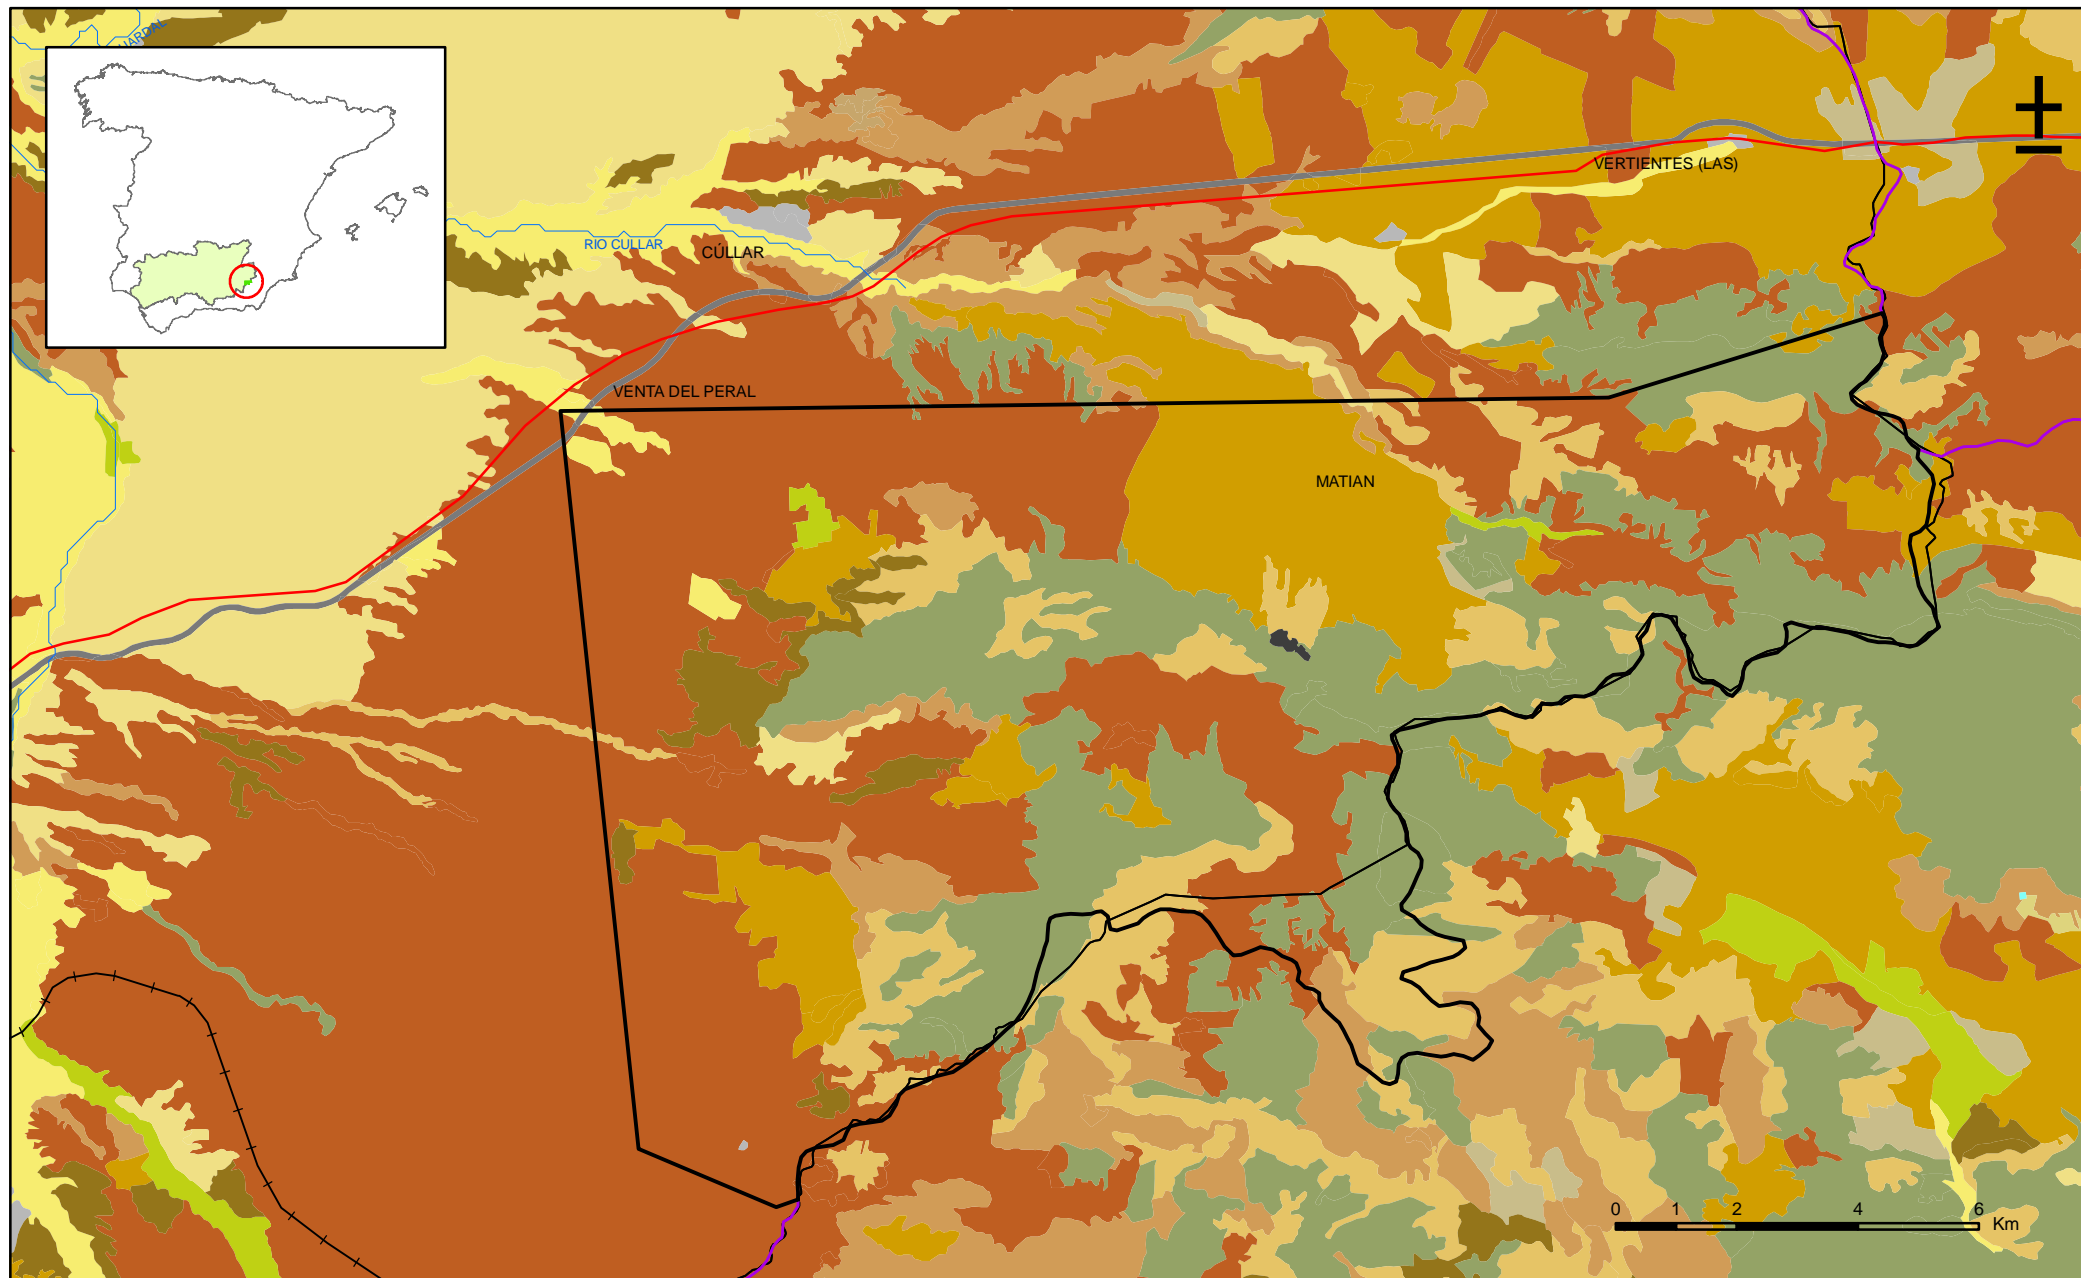 VERTIENTES (LAS)
RIO CULLAR
CÚLLAR
VENTA DEL PERAL
MATIAN
0 1 2 4 6
Km